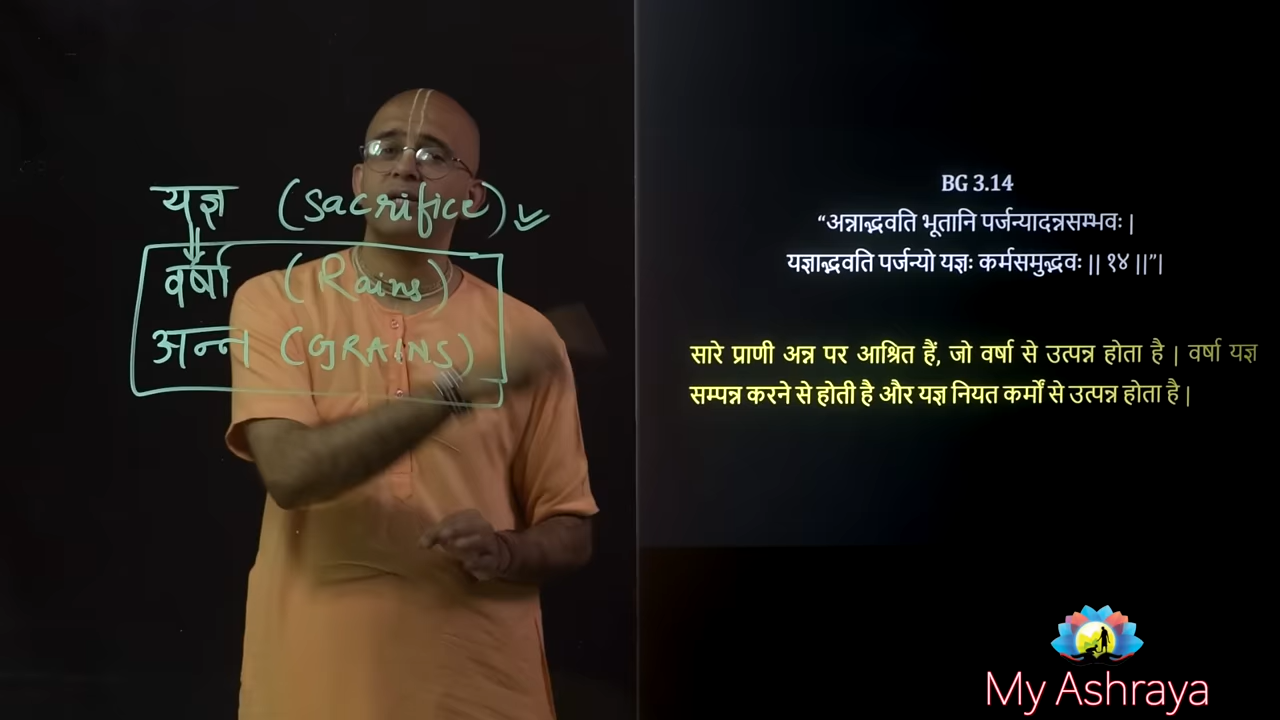 यज्ञ (Sacrifice)
वर्षा (Rains)
अन्न (GRAINS)
BG 3.14
“अन्नाद्भवति भूतानि पर्जन्यादन्नसम्भवः |
यज्ञाद्भवति पर्जन्यो यज्ञः कर्मसमुद्भवः || १४ ||”|
सारे प्राणी अन्न पर आश्रित हैं, जो वर्षा से उत्पन्न होता है | वर्षा यज्ञ
सम्पन्न करने से होती है और यज्ञ नियत कर्मों से उत्पन्न होता है |
My Ashraya